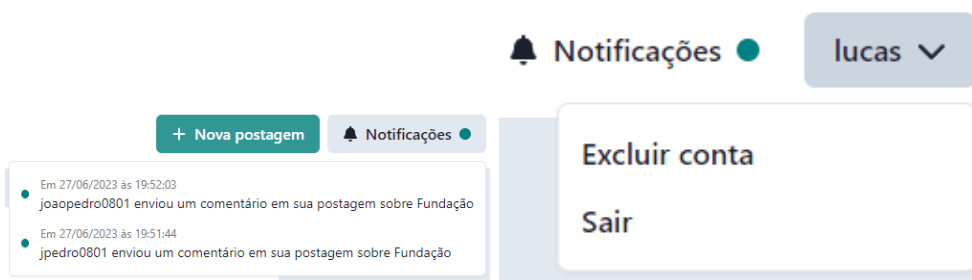 + Nova postagem
Notificações
Em 27/06/2023 às 19:52:03
joaopedro0801 enviou um comentário em sua postagem sobre Fundação
Em 27/06/2023 às 19:51:44
jpedro0801 enviou um comentário em sua postagem sobre Fundação
Notificações
lucas
Excluir conta
Sair